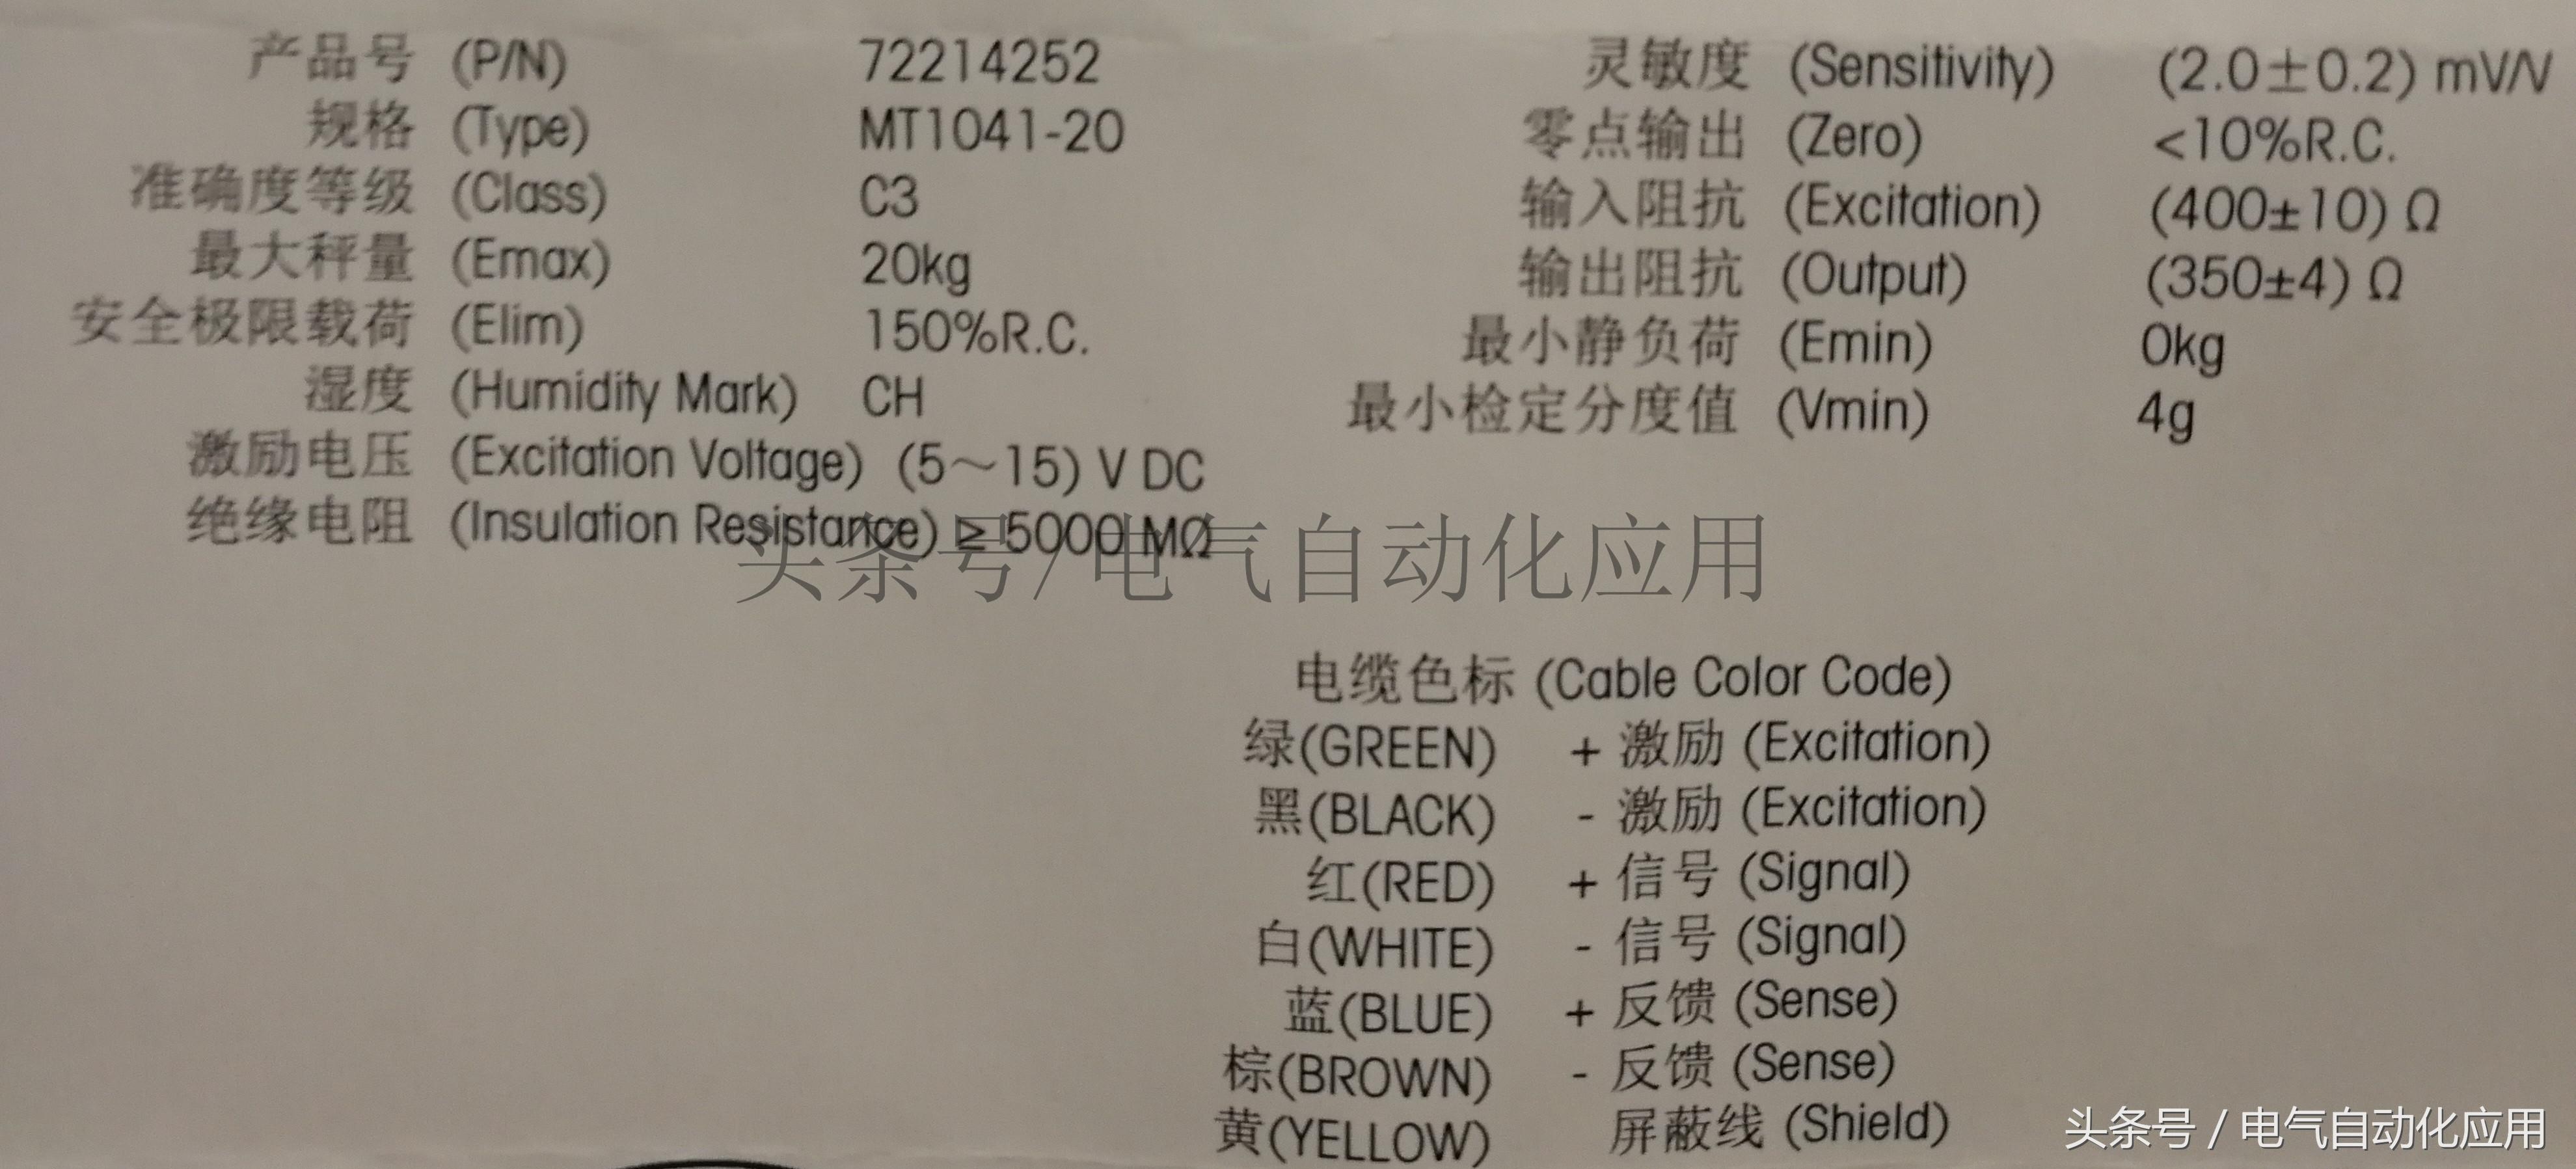 产品号 (P/N) 72214252
规格 (Type) MT1041-20
准确度等级 (Class) C3
最大秤量 (Emax) 20kg
安全极限载荷 (Elim) 150%R.C.
湿度 (Humidity Mark) CH
激励电压 (Excitation Voltage) (5～15) V DC
绝缘电阻 (Insulation Resistance) ≥ 5000 MΩ
灵敏度 (Sensitivity) (2.0±0.2) mV/V
零点输出 (Zero) <10%R.C.
输入阻抗 (Excitation) (400±10) Ω
输出阻抗 (Output) (350±4) Ω
最小静负荷 (Emin) 0kg
最小检定分度值 (Vmin) 4g
头条号/电气自动化应用
电缆色标 (Cable Color Code)
绿(GREEN) + 激励 (Excitation)
黑(BLACK) - 激励 (Excitation)
红(RED) + 信号 (Signal)
白(WHITE) - 信号 (Signal)
蓝(BLUE) + 反馈 (Sense)
棕(BROWN) - 反馈 (Sense)
黄(YELLOW) 屏蔽线 (Shield)
头条号 / 电气自动化应用